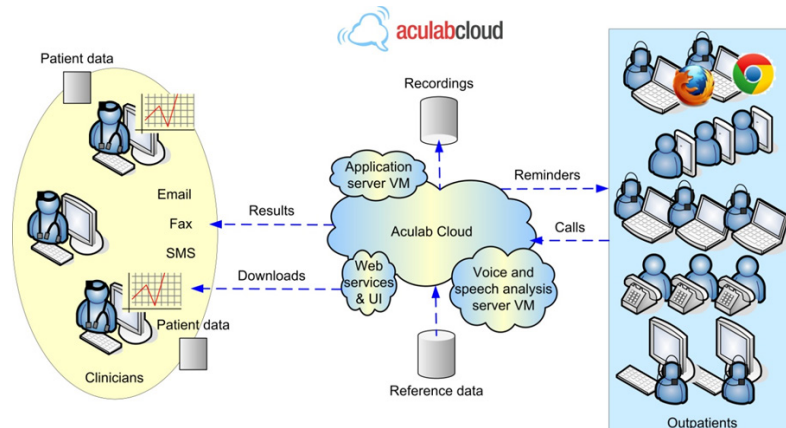 aculabcloud
Patient data
Recordings
Application
server VM
Reminders
Email
Fax
SMS
Results
Aculab Cloud
Calls
Downloads
Web
services
& UI
Voice and
speech analysis
server VM
Patient data
Clinicians
Reference data
Outpatients